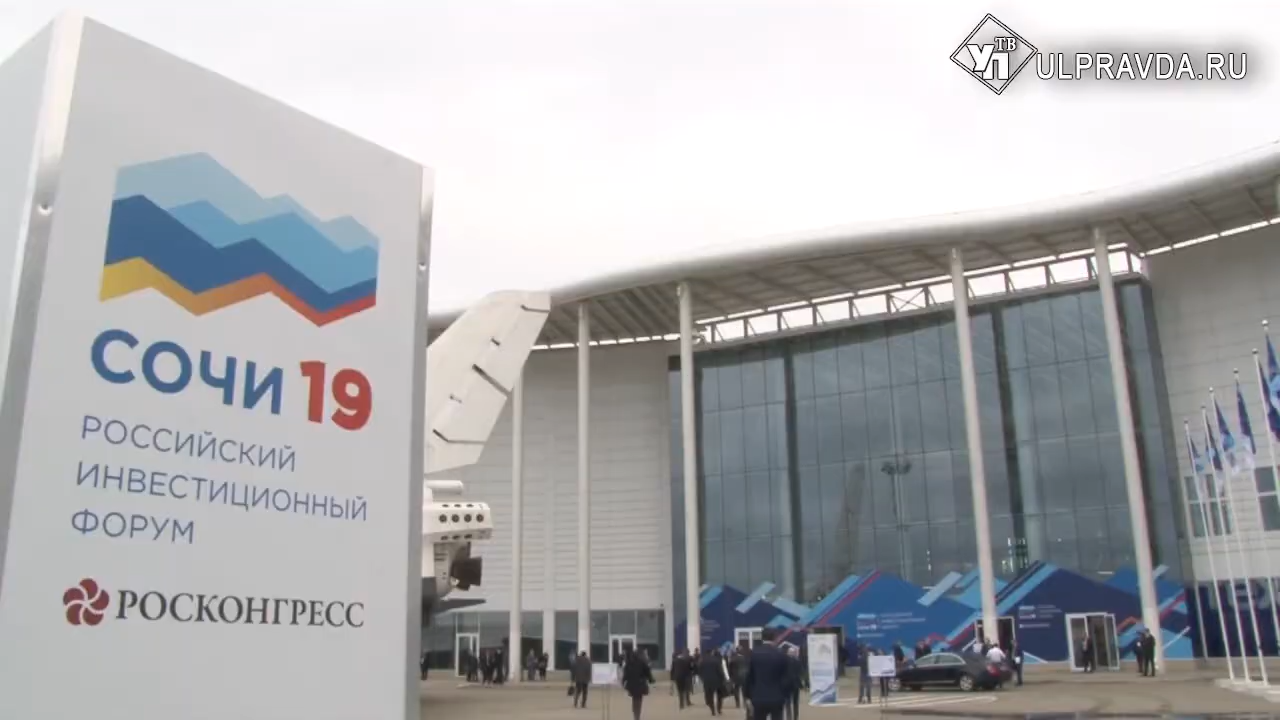 УП ТВ
ULPRAVDA.RU
СОЧИ 19
РОССИЙСКИЙ
ИНВЕСТИЦИОННЫЙ
ФОРУМ
РОСКОНГРЕСС